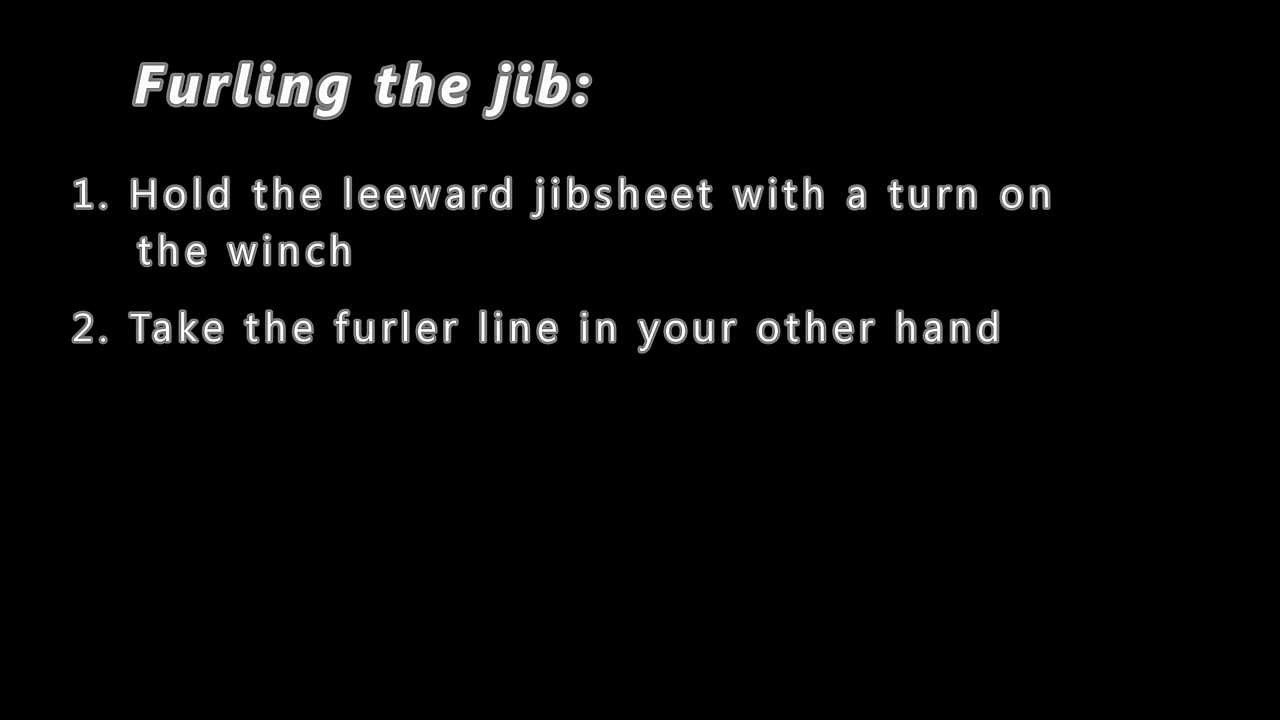 Furling the jib:
1. Hold the leeward jibsheet with a turn on
the winch
2. Take the furler line in your other hand